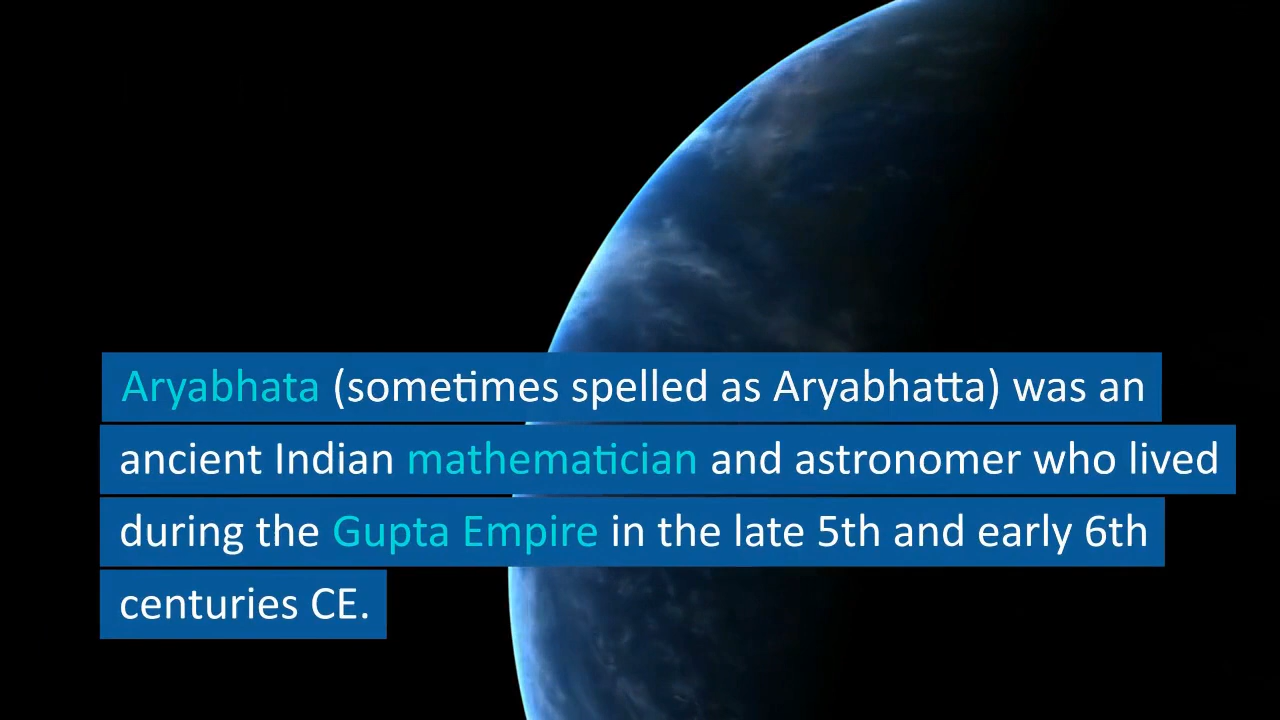 Aryabhata (sometimes spelled as Aryabhatta) was an
ancient Indian mathematician and astronomer who lived
during the Gupta Empire in the late 5th and early 6th
centuries CE.